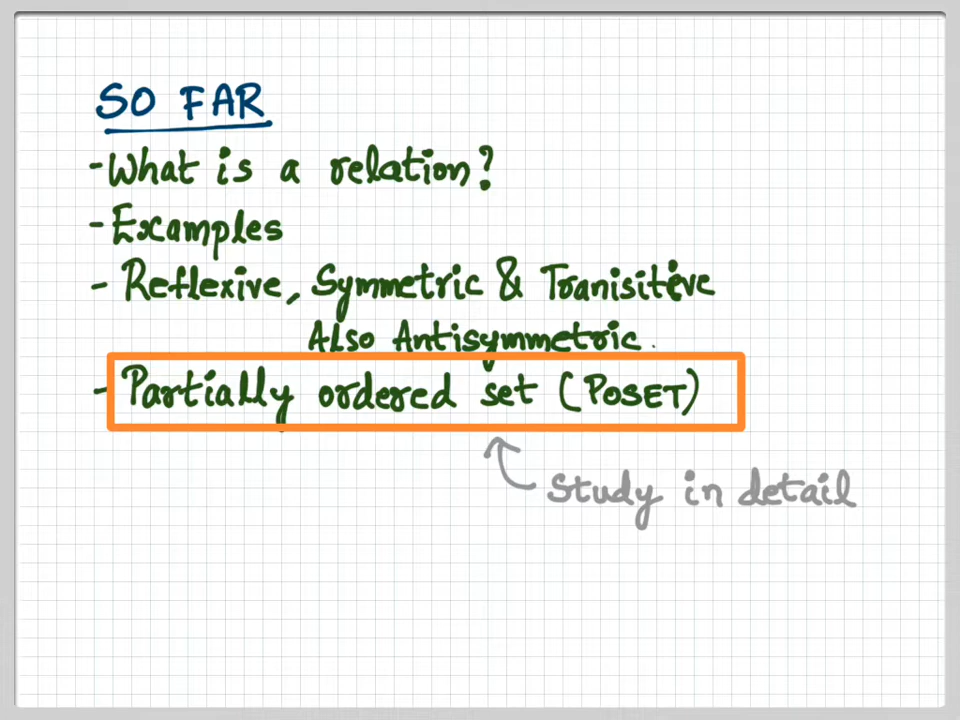 SO FAR
- What is a relation?
- Examples
- Reflexive, Symmetric & Tranisitive
Also Antisymmetric.
- Partially ordered set (POSET)
Study in detail